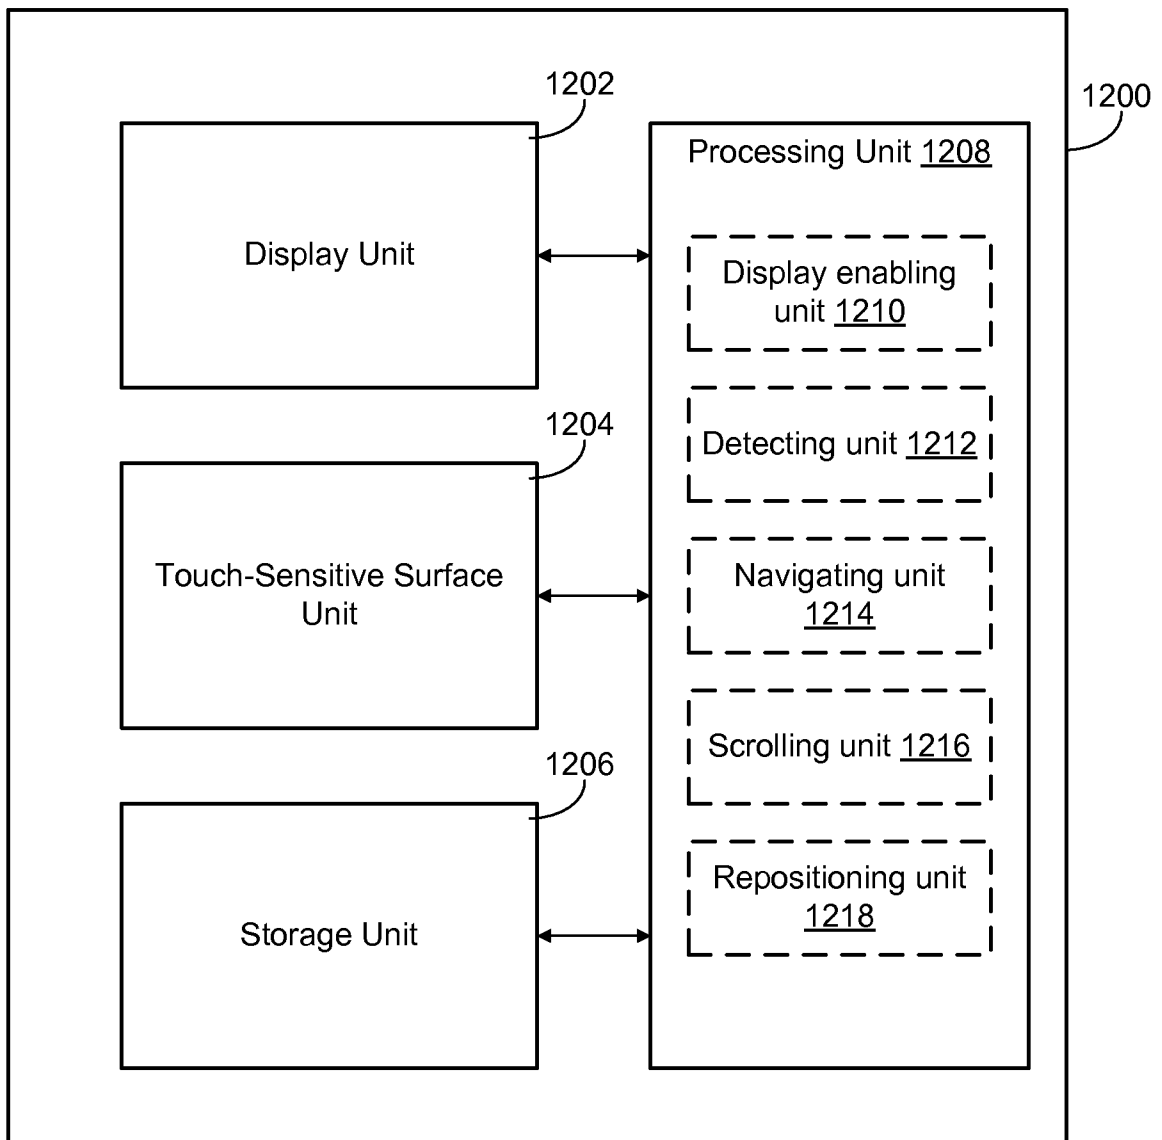 1200
1202
Display Unit
1204
Touch-Sensitive Surface
Unit
1206
Storage Unit
Processing Unit 1208
Display enabling
unit 1210
Detecting unit 1212
Navigating unit
1214
Scrolling unit 1216
Repositioning unit
1218